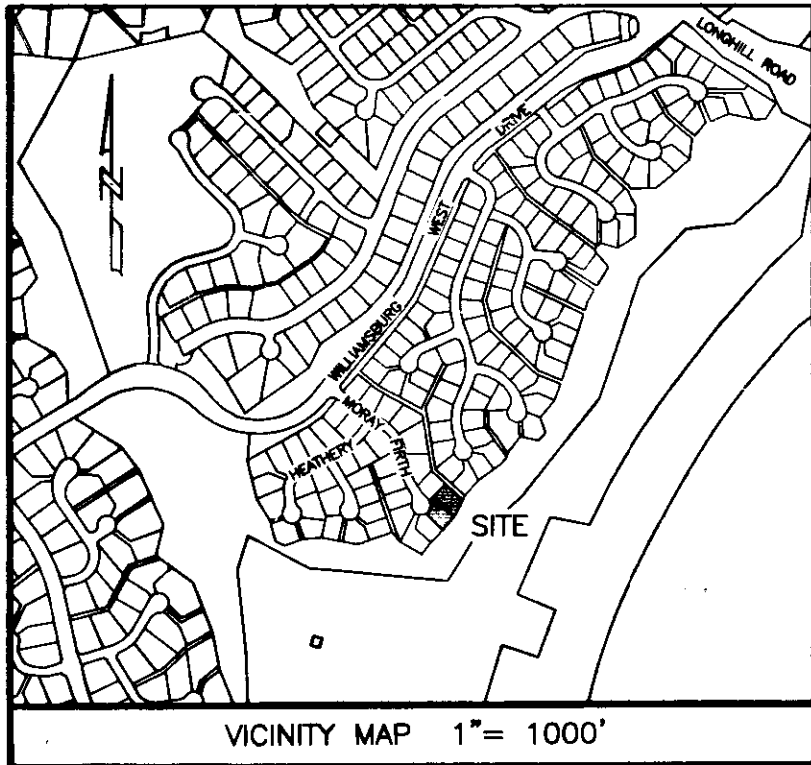 LONGHILL ROAD
DRIVE
WEST
WILLIAMSBURG
MORAY FIRTH
HEATHERY
SITE
N
VICINITY MAP 1"= 1000'